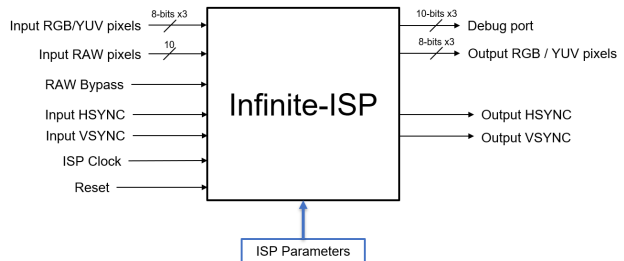 8-bits x3
Input RGB/YUV pixels
10
Input RAW pixels
RAW Bypass
Input HSYNC
Input VSYNC
ISP Clock
Reset
Infinite-ISP
10-bits x3
Debug port
8-bits x3
Output RGB / YUV pixels
Output HSYNC
Output VSYNC
ISP Parameters